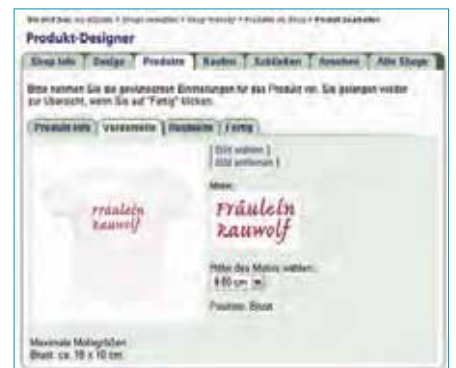 Produkt-Designer
Shop Info Design Produkte Kaufen Schließen Ansehen Alle Shops
Bitte nehmen Sie die gewünschten Einstellungen für das Produkt vor. Sie gelangen wieder
zur Übersicht, wenn Sie auf "Fertig" klicken.
Produkt Info Vorderseite Rückseite Fertig
[Bild wählen]
[Bild entfernen]
Motiv:
Fräulein
Rauwolf
Fräulein
Rauwolf
Höhe des Motivs wählen:
cm
Position: Brust
Maximale Motivgrößen
Brust: ca. x 10 cm